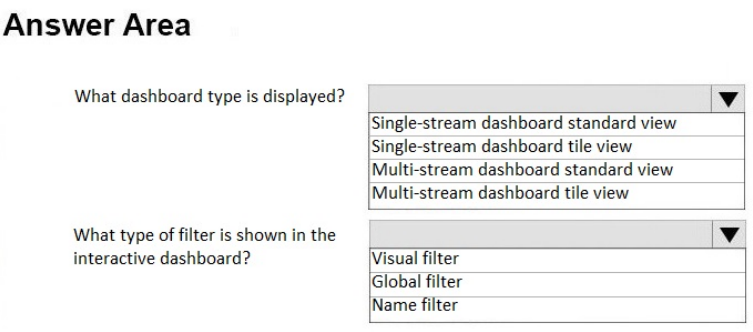 Answer Area
What dashboard type is displayed?
Single-stream dashboard standard view
Single-stream dashboard tile view
Multi-stream dashboard standard view
Multi-stream dashboard tile view
What type of filter is shown in the
interactive dashboard?
Visual filter
Global filter
Name filter